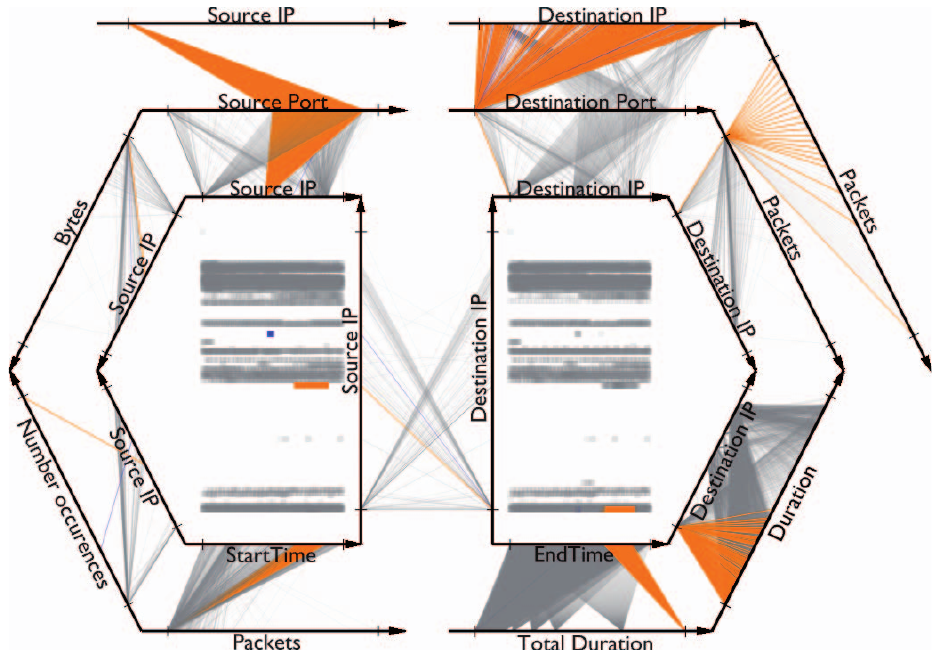 Source IP
Destination IP
Source Port
Destination Port
Source IP
Destination IP
Bytes
Source IP
Source IP
Destination IP
Destination IP
Packets
Packets
Number occurences
Source IP
Destination IP
Duration
StartTime
EndTime
Packets
Total Duration